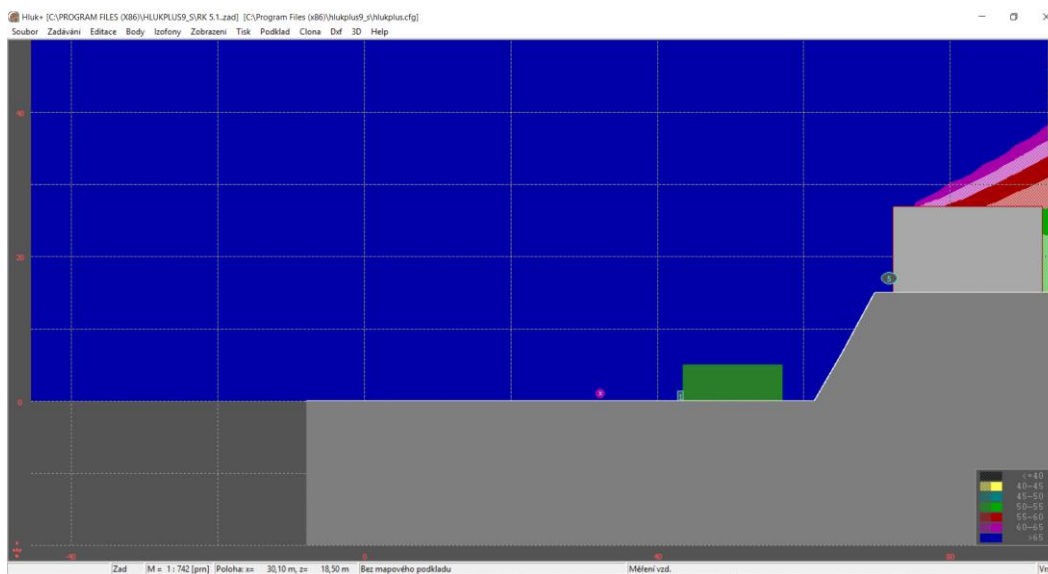 Hluk+ [C:\PROGRAM FILES (X86)\HLUKPLUS9_S\RK 5.1..zad] [C:\Program Files (x86)\hlukplus9_s\hlukplus.cfg]
Soubor Zadávání Editace Body Izofony Zobrazení Tisk Podklad Clona Dxf 3D Help
40
20
0
S
X
<=40
40-45
45-50
50-55
55-60
60-65
>65
-40 0 40 80
Zad M = 1: 742 [prn] Poloha: x= 30,10 m, z= 18,50 m Bez mapového podkladu Měření vzd. Vn